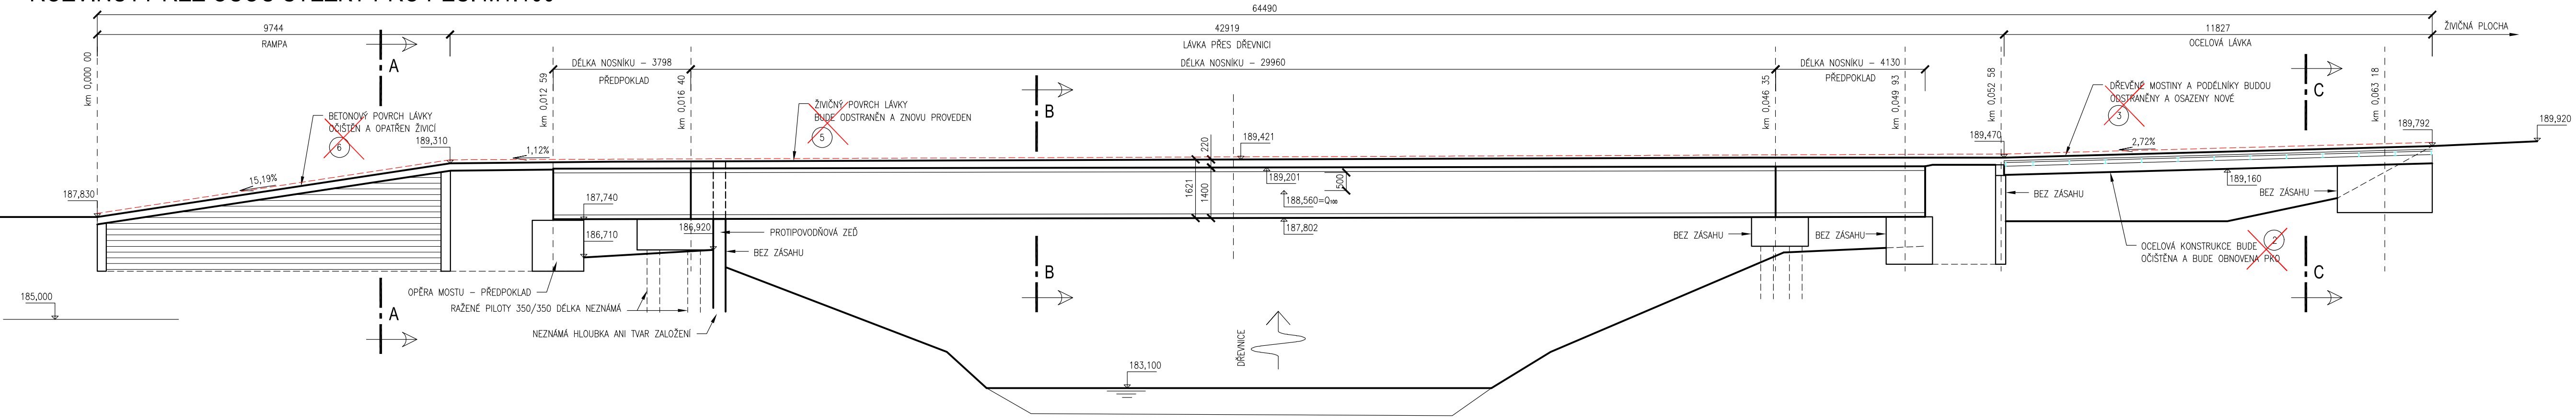 64490
9744
42919
11827
ŽIVIČNÁ PLOCHA
RAMPA
LÁVKA PŘES DŘEVNICI
OCELOVÁ LÁVKA
km 0,000 00
A
DÉLKA NOSNÍKU – 3798
PŘEDPOKLAD
DÉLKA NOSNÍKU – 29960
DÉLKA NOSNÍKU – 4130
PŘEDPOKLAD
km 0,012 59
km 0,016 40
B
km 0,046 35
km 0,049 93
km 0,052 58
C
km 0,063 18
BETONOVÝ POVRCH LÁVKY
OČIŠTĚN A OPATŘEN ŽIVICÍ
6
ŽIVIČNÝ POVRCH LÁVKY
BUDE ODSTRANĚN A ZNOVU PROVEDEN
5
DŘEVĚNÉ MOSTINY A PODÉLNÍKY BUDOU
ODSTRANĚNY A OSAZENY NOVÉ
3
189,310
1,12%
220
189,421
189,470
2,72%
189,792
189,920
15,19%
187,830
187,740
186,710
186,920
1621
1400
189,201
500
188,560=Q₁₀₀
187,802
189,160
BEZ ZÁSAHU
BEZ ZÁSAHU
PROTIPOVODŇOVÁ ZEĎ
BEZ ZÁSAHU
BEZ ZÁSAHU
BEZ ZÁSAHU
OCELOVÁ KONSTRUKCE BUDE
OČIŠTĚNA A BUDE OBNOVENA PKO
2
185,000
A
OPĚRA MOSTU – PŘEDPOKLAD
RAŽENÉ PILOTY 350/350 DÉLKA NEZNÁMÁ
NEZNÁMÁ HLOUBKA ANI TVAR ZALOŽENÍ
B
C
DŘEVNICE
183,100